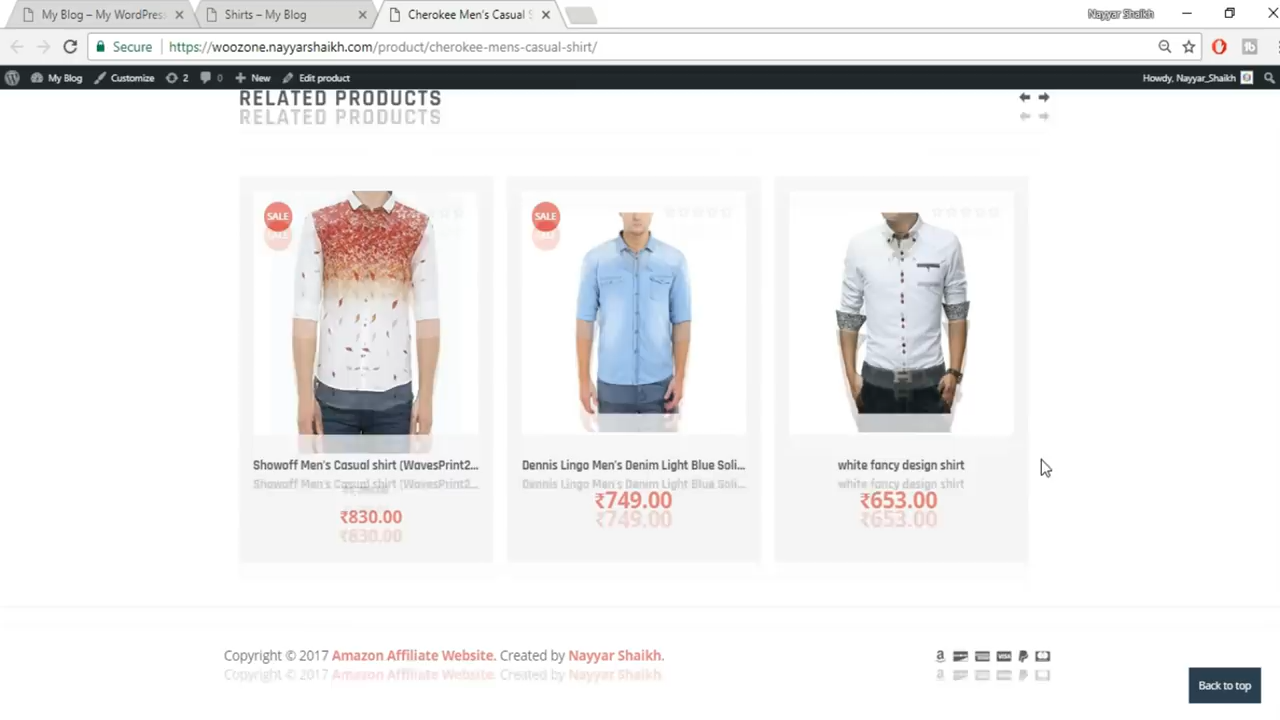 My Blog – My WordPress
Shirts – My Blog
Cherokee Men's Casual S
Nayyar Shaikh
Secure
https://woozone.nayyarshaikh.com/product/cherokee-mens-casual-shirt/
My Blog
Customize
2
0
New
Edit product
Howdy, Nayyar_Shaikh
RELATED PRODUCTS
SALE
SALE
Showoff Men's Casual shirt (WavesPrint2...
Dennis Lingo Men's Denim Light Blue Soli...
white fancy design shirt
₹830.00
₹749.00
₹653.00
Copyright © 2017 Amazon Affiliate Website. Created by Nayyar Shaikh.
Back to top